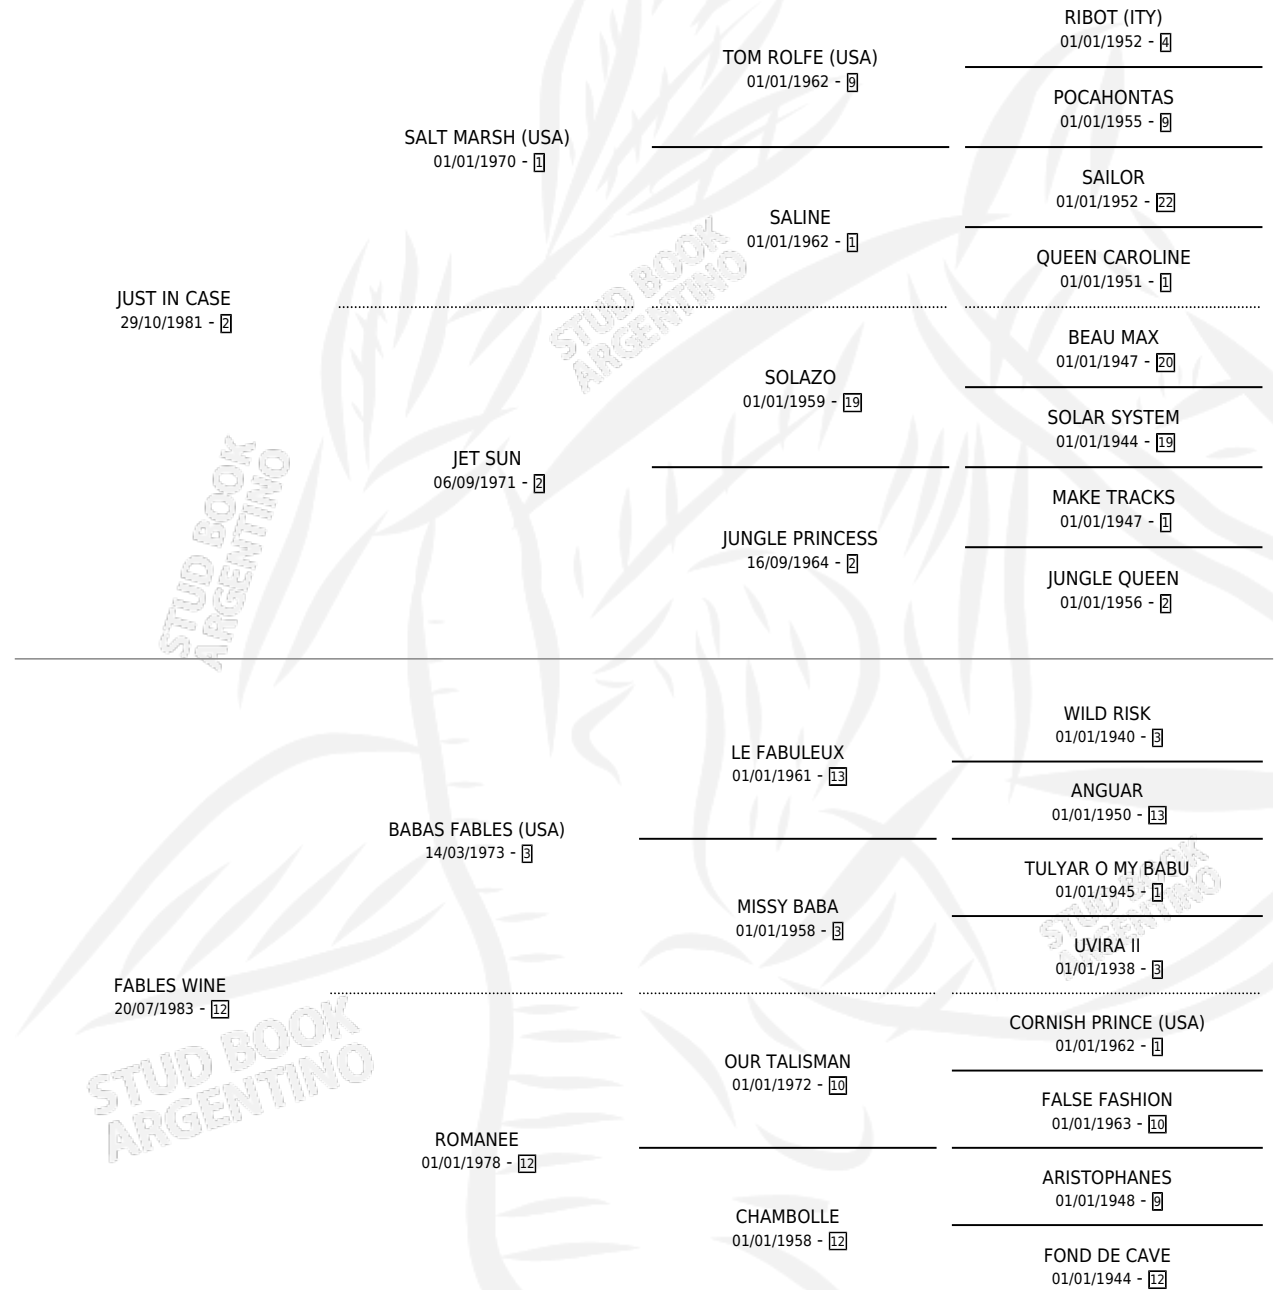 JUST IN CASE
29/10/1981 - 2
SALT MARSH (USA)
01/01/1970 - 1
JET SUN
06/09/1971 - 2
TOM ROLFE (USA)
01/01/1962 - 9
SALINE
01/01/1962 - 1
SOLAZO
01/01/1959 - 19
JUNGLE PRINCESS
16/09/1964 - 2
RIBOT (ITY)
01/01/1952 - 4
POCAHONTAS
01/01/1955 - 9
SAILOR
01/01/1952 - 22
QUEEN CAROLINE
01/01/1951 - 1
BEAU MAX
01/01/1947 - 20
SOLAR SYSTEM
01/01/1944 - 19
MAKE TRACKS
01/01/1947 - 1
JUNGLE QUEEN
01/01/1956 - 2
FABLES WINE
20/07/1983 - 12
BABAS FABLES (USA)
14/03/1973 - 3
ROMANEE
01/01/1978 - 12
LE FABULEUX
01/01/1961 - 13
MISSY BABA
01/01/1958 - 3
OUR TALISMAN
01/01/1972 - 10
CHAMBOLLE
01/01/1958 - 12
WILD RISK
01/01/1940 - 3
ANGUAR
01/01/1950 - 13
TULYAR O MY BABU
01/01/1945 - 1
UVIRA II
01/01/1938 - 3
CORNISH PRINCE (USA)
01/01/1962 - 1
FALSE FASHION
01/01/1963 - 10
ARISTOPHANES
01/01/1948 - 9
FOND DE CAVE
01/01/1944 - 12
STUD BOOK
ARGENTINO
STUD BOOK
ARGENTINO
STUD BOOK
ARGENTINO
STUD BOOK
ARGENTINO